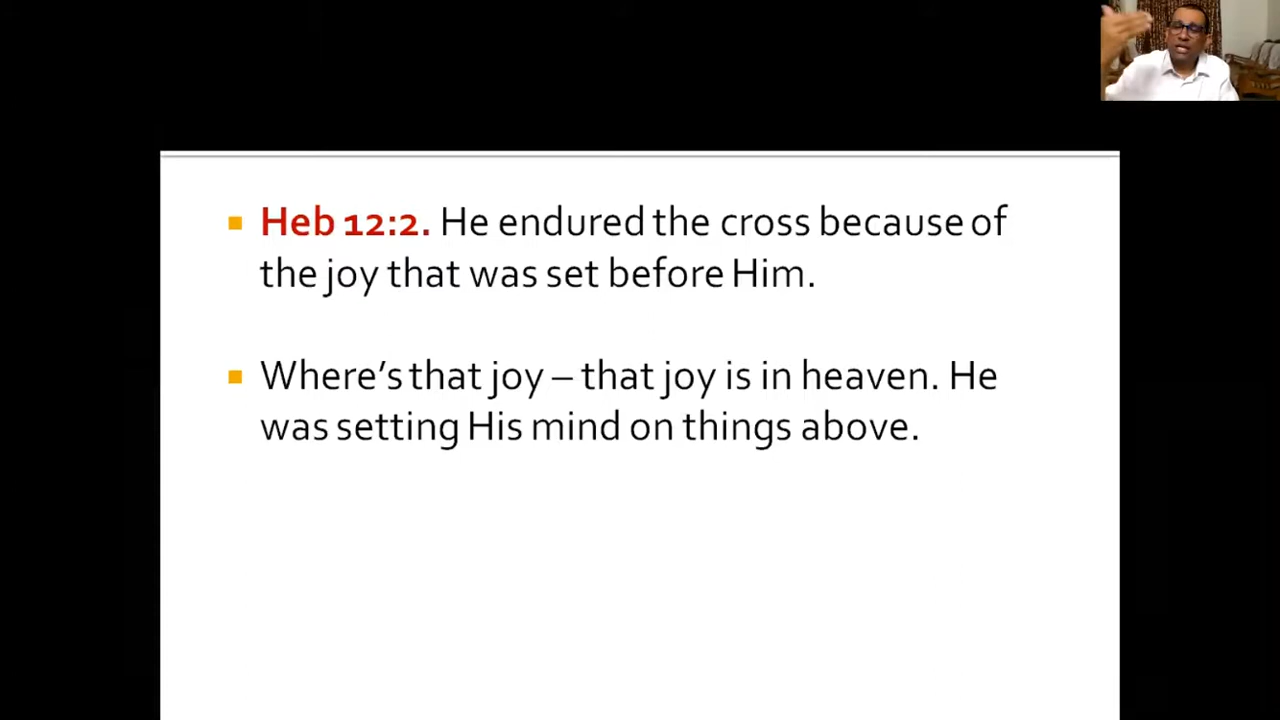 Heb 12:2. He endured the cross because of
the joy that was set before Him.
Where's that joy – that joy is in heaven. He
was setting His mind on things above.